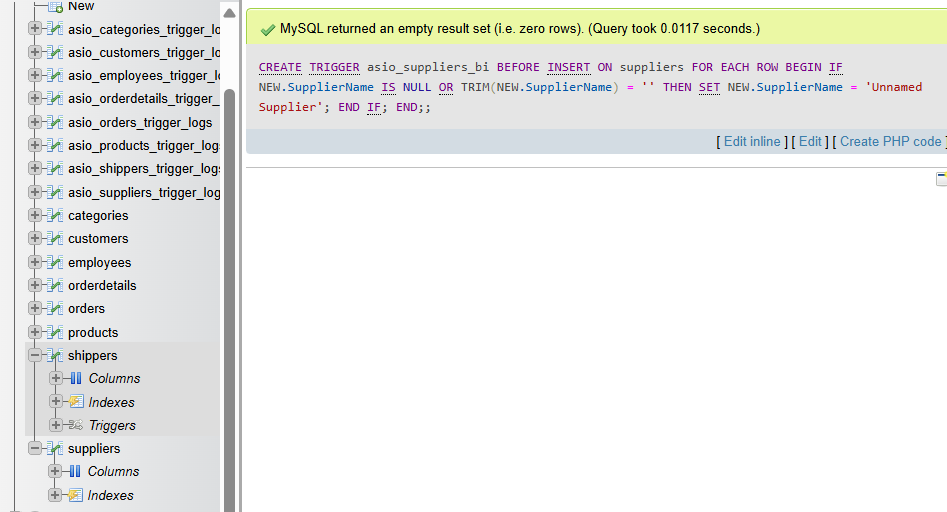 New
asio_categories_trigger_lo
asio_customers_trigger_lo
asio_employees_trigger_l
asio_orderdetails_trigger_
asio_orders_trigger_logs
asio_products_trigger_logs
asio_shippers_trigger_logs
asio_suppliers_trigger_log
categories
customers
employees
orderdetails
orders
products
shippers
Columns
Indexes
Triggers
suppliers
Columns
Indexes
MySQL returned an empty result set (i.e. zero rows). (Query took 0.0117 seconds.)
CREATE TRIGGER asio_suppliers_bi BEFORE INSERT ON suppliers FOR EACH ROW BEGIN IF
NEW.SupplierName IS NULL OR TRIM(NEW.SupplierName) = '' THEN SET NEW.SupplierName = 'Unnamed
Supplier'; END IF; END;;
[ Edit inline ] [ Edit ] [ Create PHP code ]